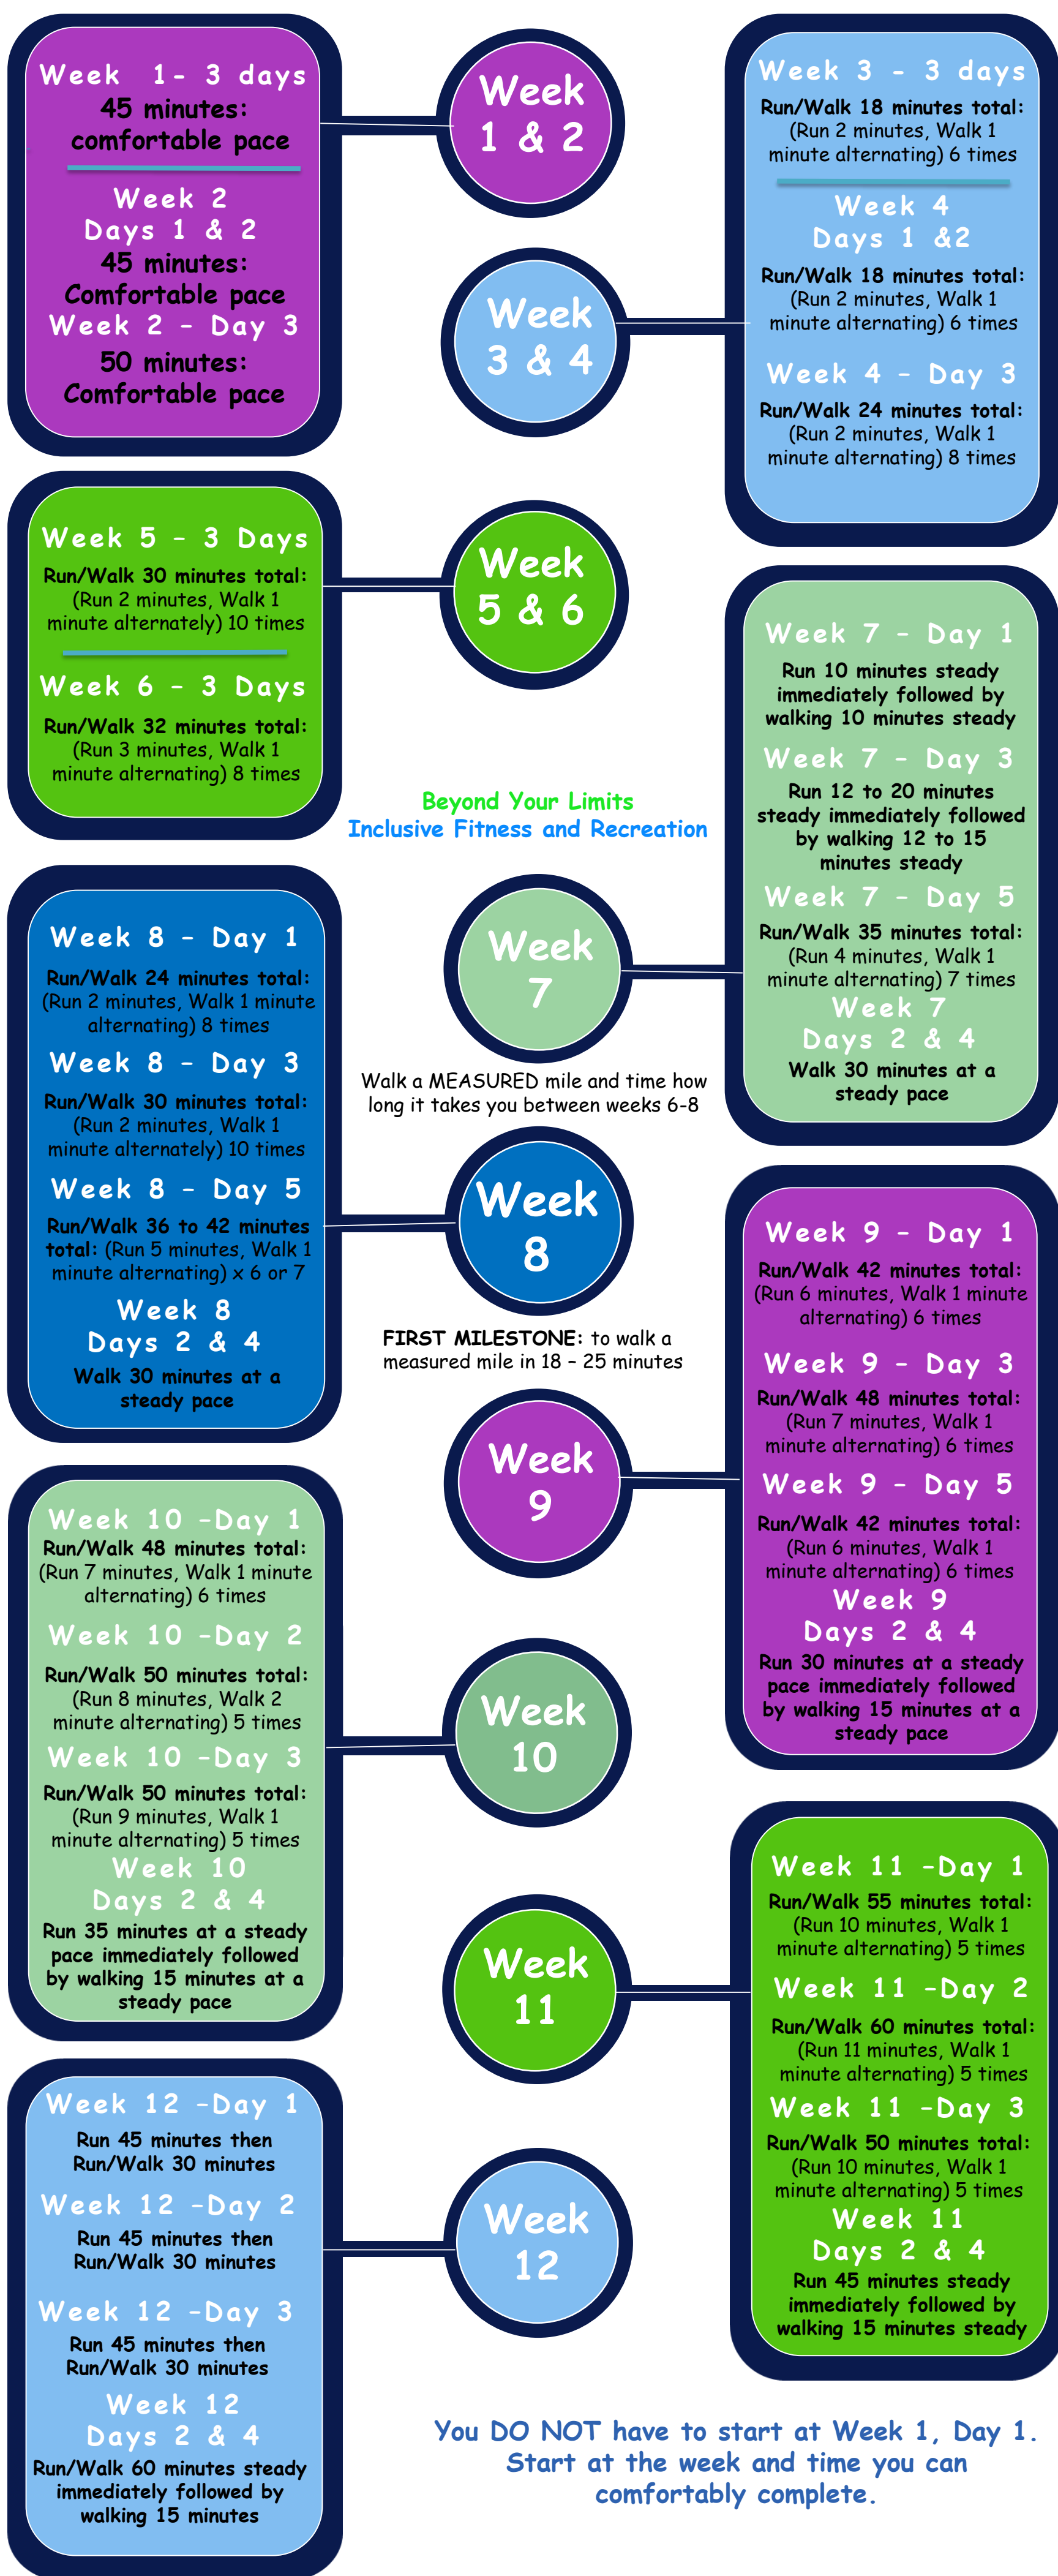 Week 1- 3 days
45 minutes:
comfortable pace
Week 2
Days 1 & 2
45 minutes:
Comfortable pace
Week 2 - Day 3
50 minutes:
Comfortable pace
Week
1 & 2
Week 3 - 3 days
Run/Walk 18 minutes total:
(Run 2 minutes, Walk 1
minute alternating) 6 times
Week 4
Days 1 &2
Run/Walk 18 minutes total:
(Run 2 minutes, Walk 1
minute alternating) 6 times
Week 4 - Day 3
Run/Walk 24 minutes total:
(Run 2 minutes, Walk 1
minute alternating) 8 times
Week
3 & 4
Week 5 - 3 Days
Run/Walk 30 minutes total:
(Run 2 minutes, Walk 1
minute alternately) 10 times
Week 6 - 3 Days
Run/Walk 32 minutes total:
(Run 3 minutes, Walk 1
minute alternating) 8 times
Week
5 & 6
Beyond Your Limits
Inclusive Fitness and Recreation
Week 7 - Day 1
Run 10 minutes steady
immediately followed by
walking 10 minutes steady
Week 7 - Day 3
Run 12 to 20 minutes
steady immediately followed
by walking 12 to 15
minutes steady
Week 7 - Day 5
Run/Walk 35 minutes total:
(Run 4 minutes, Walk 1
minute alternating) 7 times
Week 7
Days 2 & 4
Walk 30 minutes at a
steady pace
Week
7
Walk a MEASURED mile and time how
long it takes you between weeks 6-8
Week 8 - Day 1
Run/Walk 24 minutes total:
(Run 2 minutes, Walk 1 minute
alternating) 8 times
Week 8 - Day 3
Run/Walk 30 minutes total:
(Run 2 minutes, Walk 1
minute alternately) 10 times
Week 8 - Day 5
Run/Walk 36 to 42 minutes
total: (Run 5 minutes, Walk 1
minute alternating) x 6 or 7
Week 8
Days 2 & 4
Walk 30 minutes at a
steady pace
Week
8
FIRST MILESTONE: to walk a
measured mile in 18 – 25 minutes
Week 9 - Day 1
Run/Walk 42 minutes total:
(Run 6 minutes, Walk 1 minute
alternating) 6 times
Week 9 - Day 3
Run/Walk 48 minutes total:
(Run 7 minutes, Walk 1
minute alternating) 6 times
Week 9 - Day 5
Run/Walk 42 minutes total:
(Run 6 minutes, Walk 1
minute alternating) 6 times
Week 9
Days 2 & 4
Run 30 minutes at a steady
pace immediately followed
by walking 15 minutes at a
steady pace
Week
9
Week 10 -Day 1
Run/Walk 48 minutes total:
(Run 7 minutes, Walk 1 minute
alternating) 6 times
Week 10 -Day 2
Run/Walk 50 minutes total:
(Run 8 minutes, Walk 2
minute alternating) 5 times
Week 10 -Day 3
Run/Walk 50 minutes total:
(Run 9 minutes, Walk 1
minute alternating) 5 times
Week 10
Days 2 & 4
Run 35 minutes at a steady
pace immediately followed
by walking 15 minutes at a
steady pace
Week
10
Week 11 -Day 1
Run/Walk 55 minutes total:
(Run 10 minutes, Walk 1
minute alternating) 5 times
Week 11 -Day 2
Run/Walk 60 minutes total:
(Run 11 minutes, Walk 1
minute alternating) 5 times
Week 11 -Day 3
Run/Walk 50 minutes total:
(Run 10 minutes, Walk 1
minute alternating) 5 times
Week 11
Days 2 & 4
Run 45 minutes steady
immediately followed by
walking 15 minutes steady
Week
11
Week 12 -Day 1
Run 45 minutes then
Run/Walk 30 minutes
Week 12 -Day 2
Run 45 minutes then
Run/Walk 30 minutes
Week 12 -Day 3
Run 45 minutes then
Run/Walk 30 minutes
Week 12
Days 2 & 4
Run/Walk 60 minutes steady
immediately followed by
walking 15 minutes
Week
12
You DO NOT have to start at Week 1, Day 1.
Start at the week and time you can
comfortably complete.